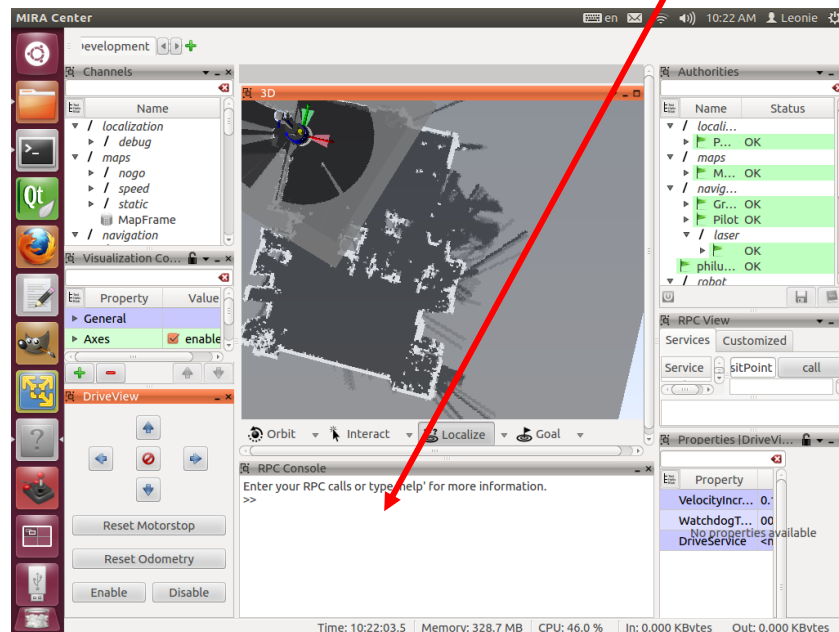 MIRA Center
en 10:22 AM Leonie
evelopment
Channels
Name
/ localization
/ debug
/ maps
/ nogo
/ speed
/ static
MapFrame
/ navigation
Visualization Co...
Property Value
General
Axes enable
DriveView
Reset Motorstop
Reset Odometry
Enable Disable
3D
Orbit Interact Localize Goal
RPC Console
Enter your RPC calls or type 'help' for more information.
>>
Authorities
Name Status
/ locali...
P... OK
/ maps
M... OK
/ navig...
Gr... OK
Pilot OK
/ laser
OK
philu... OK
/ robot
RPC View
Services Customized
Service sitPoint call
Properties [DriveVi...
Property
VelocityIncr... 0.
WatchdogT... 00
No properties available
DriveService <n
Time: 10:22:03.5 Memory: 328.7 MB CPU: 46.0 % In: 0.000 KBytes Out: 0.000 KBytes